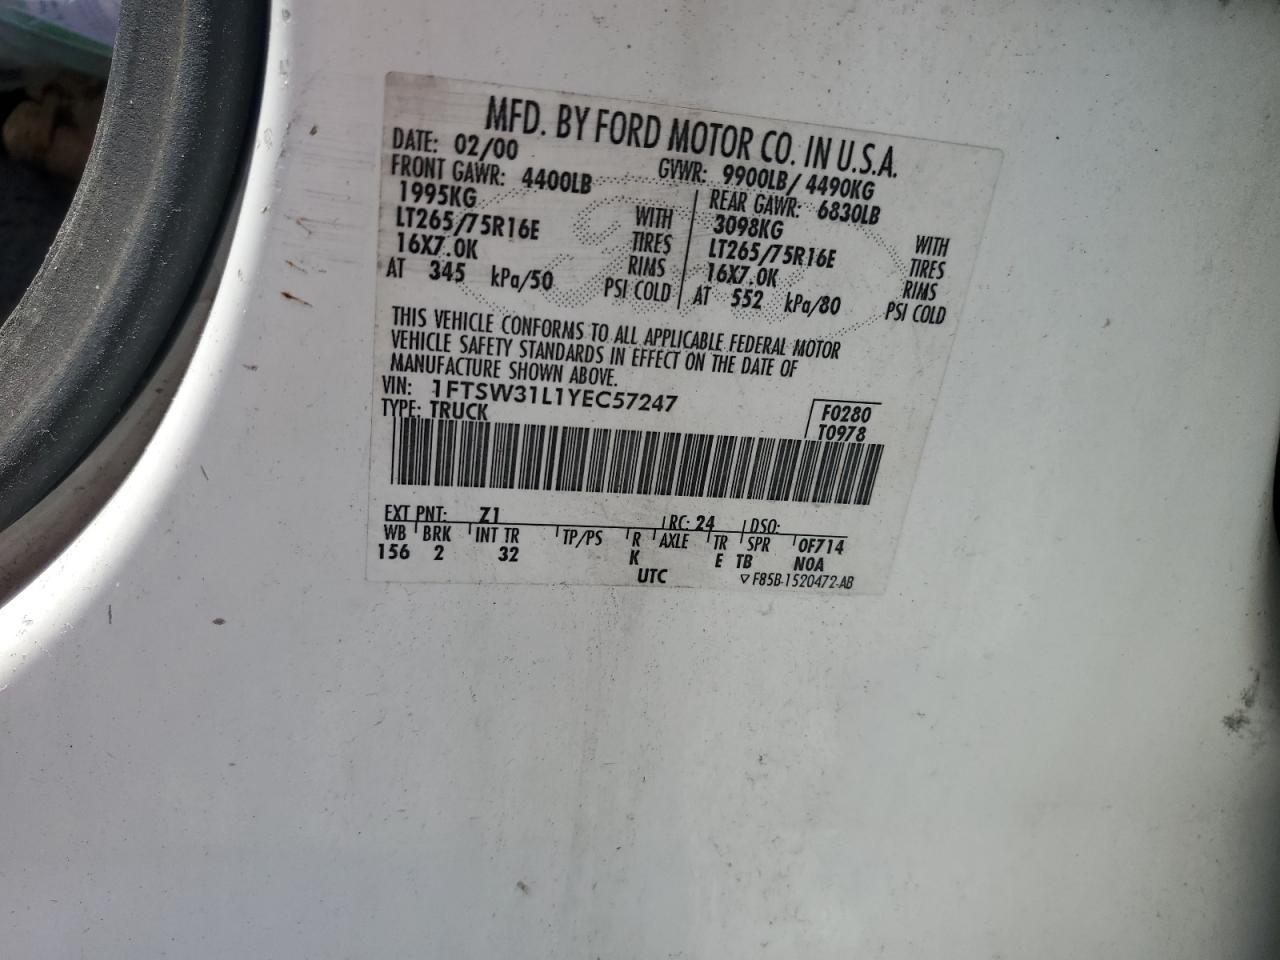 MFD. BY FORD MOTOR CO. IN U.S.A.
DATE: 02/00 GVWR: 9900LB/ 4490KG
FRONT GAWR: 4400LB REAR GAWR: 6830LB
1995KG WITH 3098KG WITH
LT265/75R16E TIRES LT265/75R16E TIRES
16X7.0K RIMS 16X7.0K RIMS
AT 345 kPa/50 PSI COLD AT 552 kPa/80 PSI COLD
THIS VEHICLE CONFORMS TO ALL APPLICABLE FEDERAL MOTOR
VEHICLE SAFETY STANDARDS IN EFFECT ON THE DATE OF
MANUFACTURE SHOWN ABOVE.
VIN: 1FTSW31L1YEC57247 F0280
TYPE: TRUCK T0978
EXT PNT: Z1 RC: 24 DSO:
WB BRK INT TR TP/PS R AXLE TR SPR 0F714
156 2 32 K E TB N0A
UTC ▽ F85B-1520472-AB